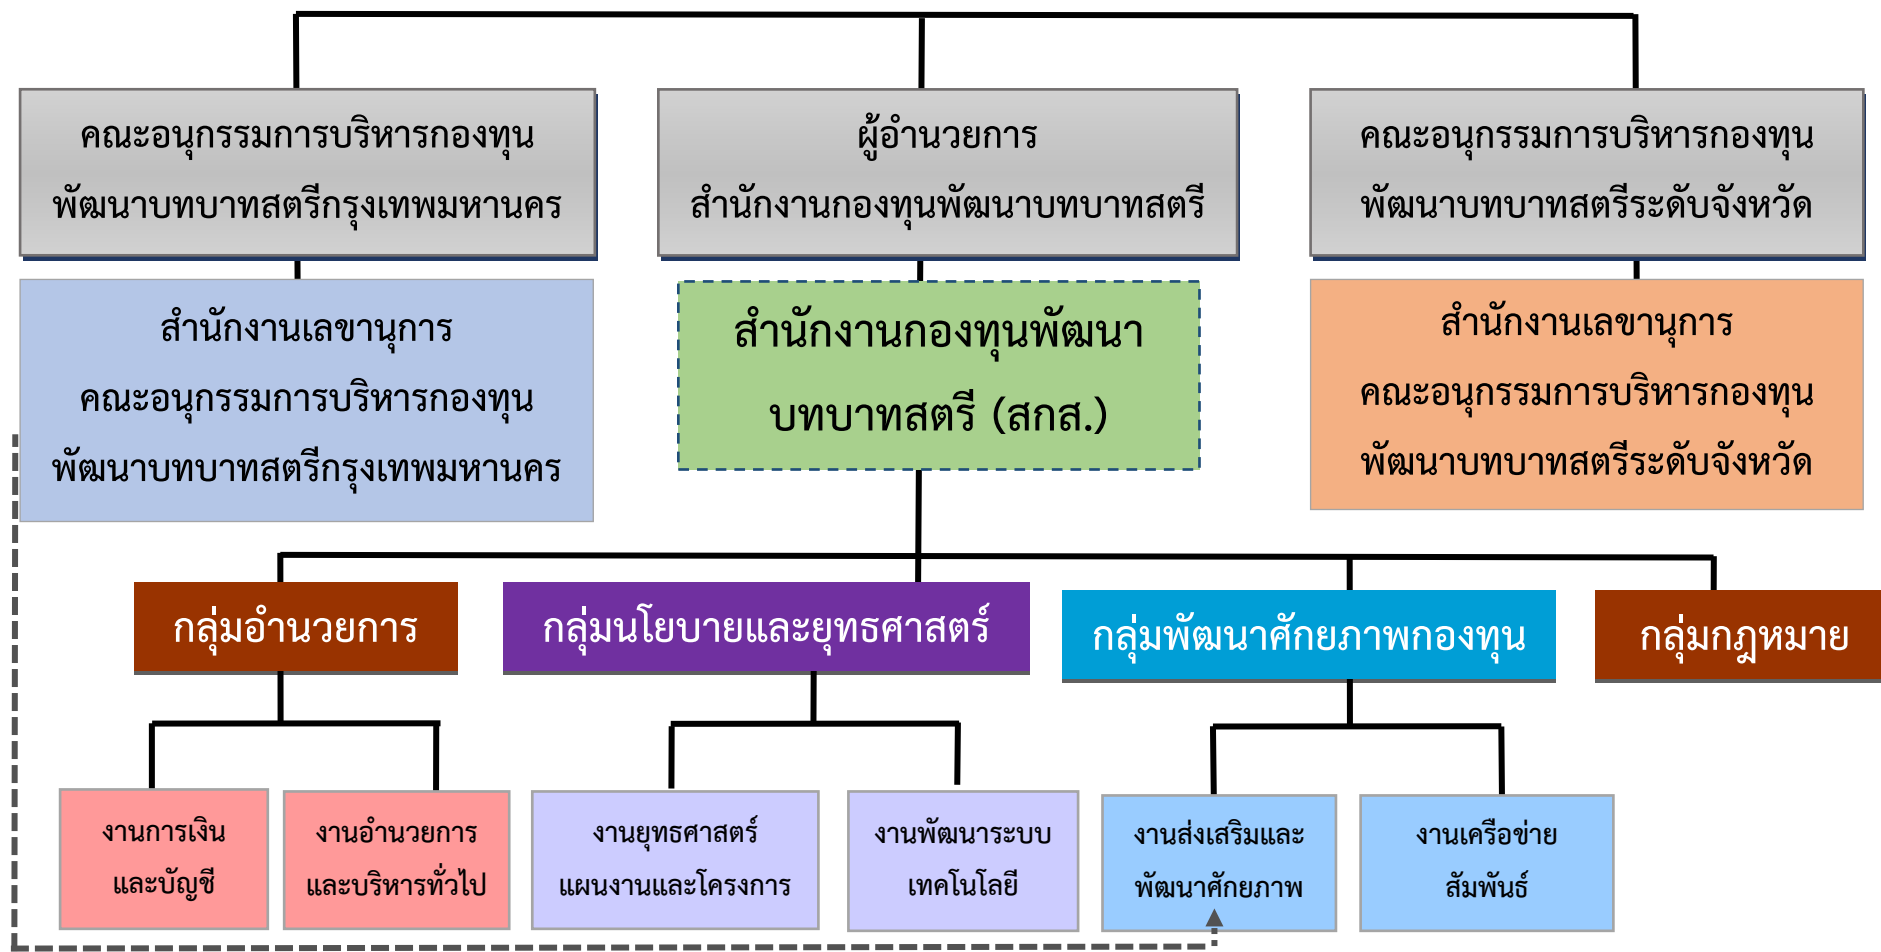 คณะอนุกรรมการบริหารกองทุน
พัฒนาบทบาทสตรีกรุงเทพมหานคร
ผู้อำนวยการ
สำนักงานกองทุนพัฒนาบทบาทสตรี
คณะอนุกรรมการบริหารกองทุน
พัฒนาบทบาทสตรีระดับจังหวัด
สำนักงานเลขานุการ
คณะอนุกรรมการบริหารกองทุน
พัฒนาบทบาทสตรีกรุงเทพมหานคร
สำนักงานกองทุนพัฒนา
บทบาทสตรี (สกส.)
สำนักงานเลขานุการ
คณะอนุกรรมการบริหารกองทุน
พัฒนาบทบาทสตรีระดับจังหวัด
กลุ่มอำนวยการ
กลุ่มนโยบายและยุทธศาสตร์
กลุ่มพัฒนาศักยภาพกองทุน
กลุ่มกฎหมาย
งานการเงิน
และบัญชี
งานอำนวยการ
และบริหารทั่วไป
งานยุทธศาสตร์
แผนงานและโครงการ
งานพัฒนาระบบ
เทคโนโลยี
งานส่งเสริมและ
พัฒนาศักยภาพ
งานเครือข่าย
สัมพันธ์